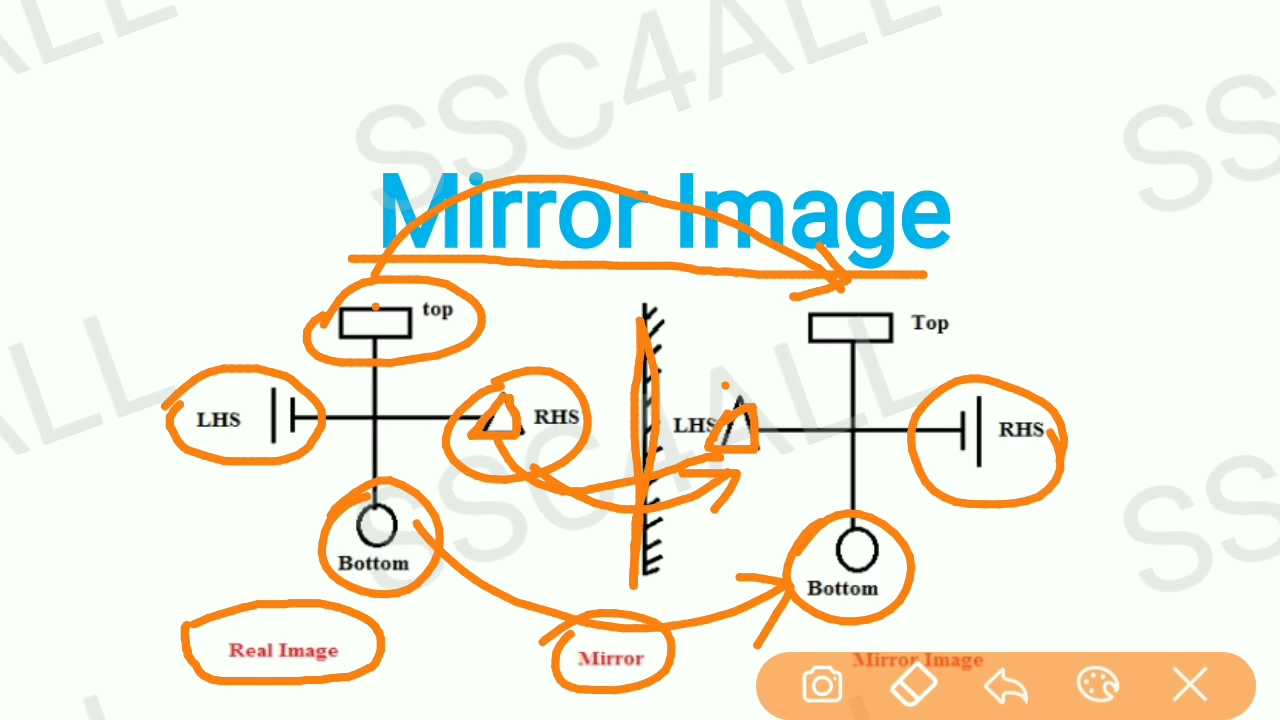 SSC4ALL
Mirror Image
top
Top
LHS
RHS
LHS
RHS
Bottom
Bottom
Real Image
Mirror
Mirror Image